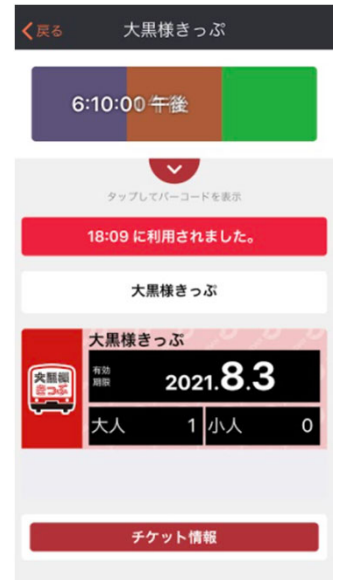 戻る 大黒様きっぷ
6:10:00 午後
タップしてバーコードを表示
18:09 に利用されました。
大黒様きっぷ
大黒様きっぷ
大黒様
きっぷ
有効
期限
2021.8.3
大人 1 小人 0
チケット情報